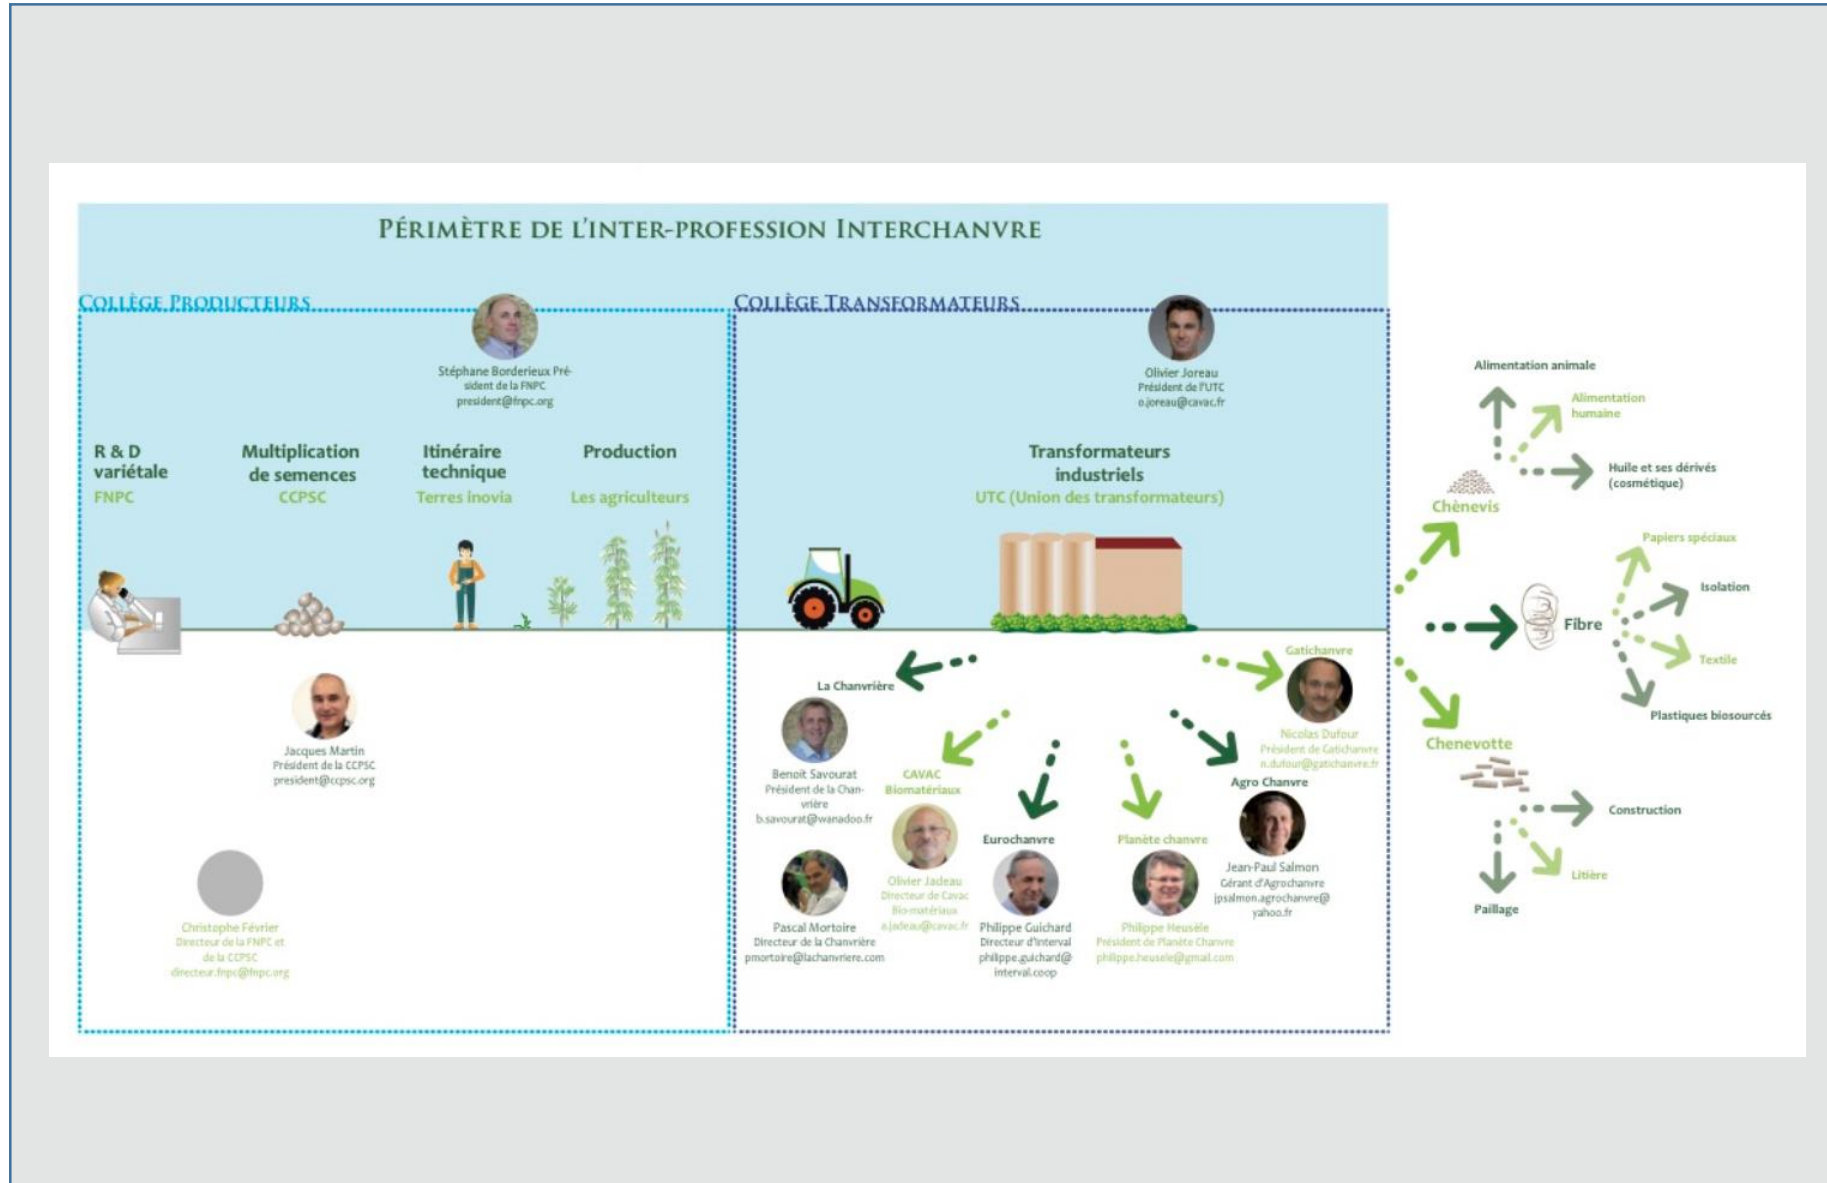 PÉRIMÈTRE DE L'INTER-PROFESSION INTERCHANVRE
COLLÈGE PRODUCTEURS
Stéphane Borderieux Pré-
sident de la FNPC
president@fnpc.org
R & D
variétale
FNPC
Multiplication
de semences
CCPSC
Itinéraire
technique
Terres inovia
Production
Les agriculteurs
Jacques Martin
Président de la CCPSC
president@ccpsc.org
Christophe Février
Directeur de la FNPC et
de la CCPSC
directeur.fnpc@fnpc.org
COLLÈGE TRANSFORMATEURS
Olivier Joreau
Président de l'UTC
o.joreau@cavac.fr
Transformateurs
industriels
UTC (Union des transformateurs)
La Chanvrière
Benoit Savourat
Président de la Chan-
vrière
b.savourat@wanadoo.fr
Pascal Mortoire
Directeur de la Chanvrière
pmortoire@lachanvriere.com
CAVAC
Biomatériaux
Olivier Jadeau
Directeur de Cavac
Bio-matériaux
a.jadeau@cavac.fr
Eurochanvre
Philippe Guichard
Directeur d'Interval
philippe.guichard@
interval.coop
Planète chanvre
Philippe Heusèle
Président de Planète Chanvre
philippe.heusele@gmail.com
Agro Chanvre
Jean-Paul Salmon
Gérant d'Agrochanvre
jpsalmon.agrochanvre@
yahoo.fr
Gatichanvre
Nicolas Dufour
Président de Gatichanvre
n.dufour@gatichanvre.fr
Chènevis
Alimentation animale
Alimentation
humaine
Huile et ses dérivés
(cosmétique)
Fibre
Papiers spéciaux
Isolation
Textile
Plastiques biosourcés
Chenevotte
Construction
Litière
Paillage